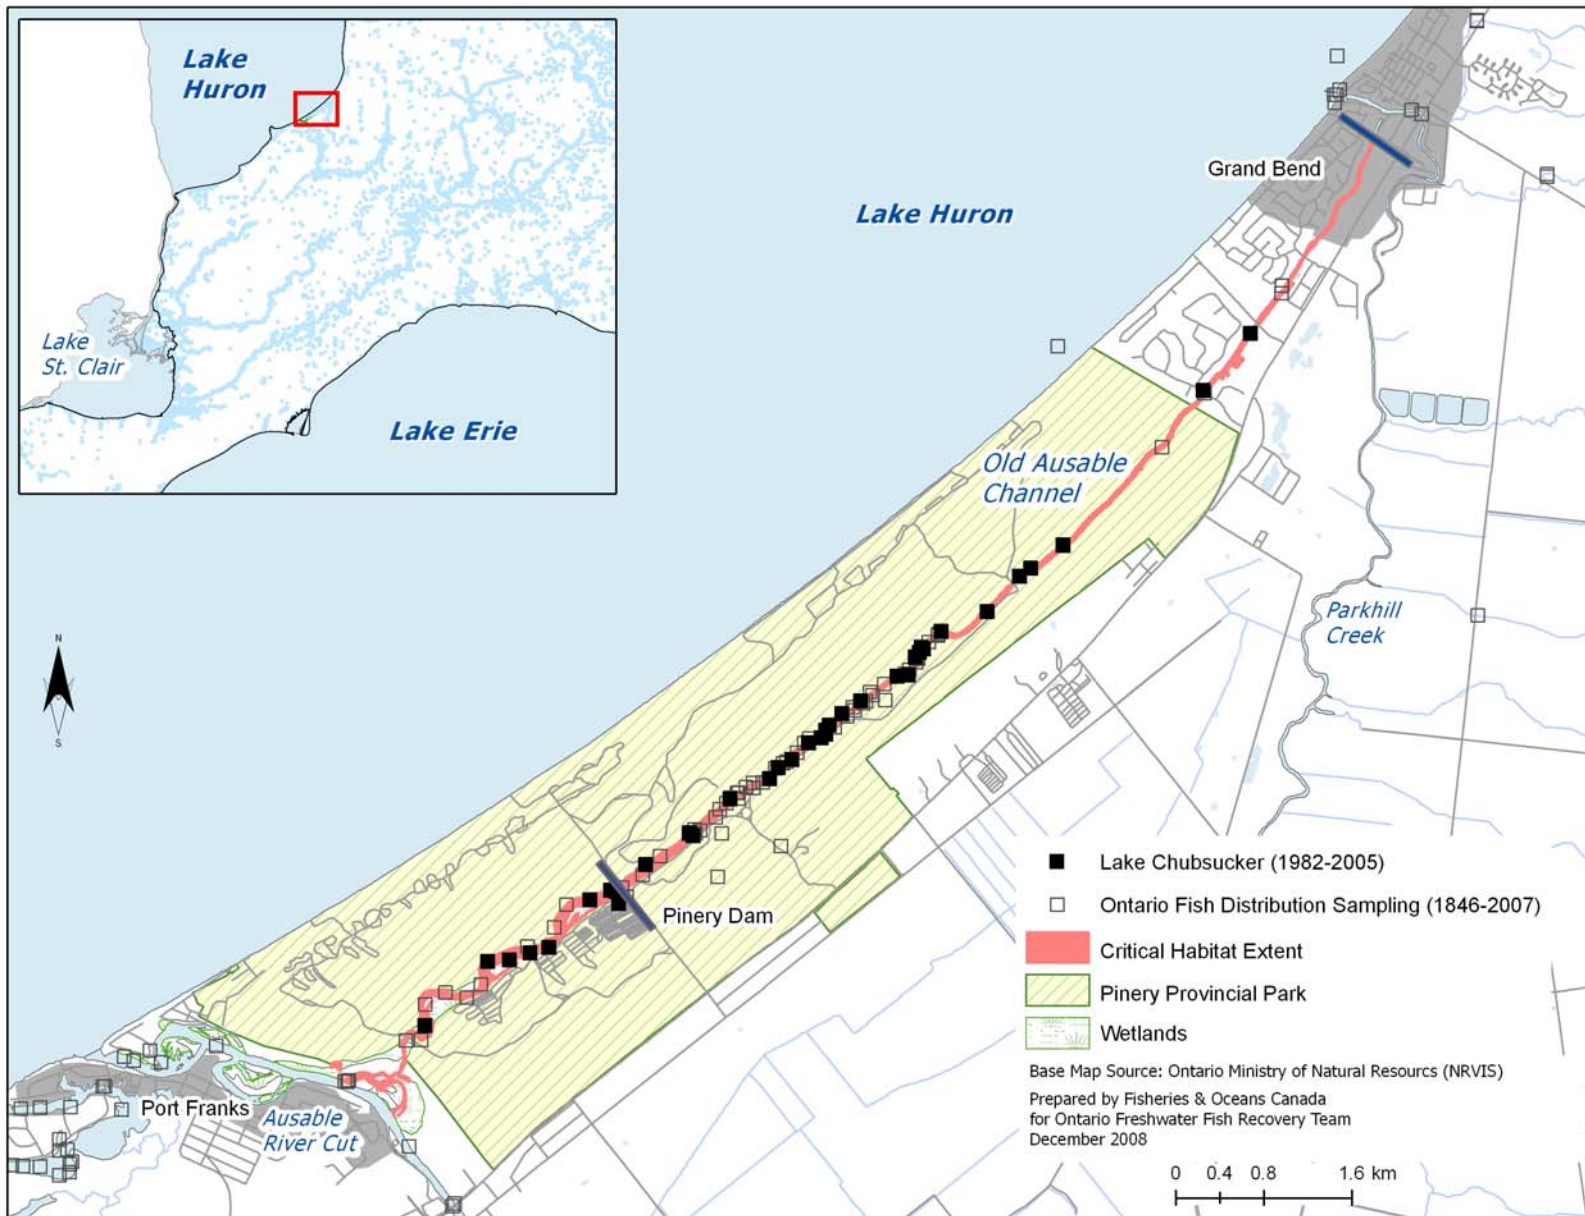 Lake
Huron
Lake
St. Clair
Lake Erie
Lake Huron
Grand Bend
Old Ausable
Channel
Parkhill
Creek
N
S
Pinery Dam
Port Franks
Ausable
River Cut
Lake Chubsucker (1982-2005)
Ontario Fish Distribution Sampling (1846-2007)
Critical Habitat Extent
Pinery Provincial Park
Wetlands
Base Map Source: Ontario Ministry of Natural Resourcs (NRVIS)
Prepared by Fisheries & Oceans Canada
for Ontario Freshwater Fish Recovery Team
December 2008
0 0.4 0.8 1.6 km